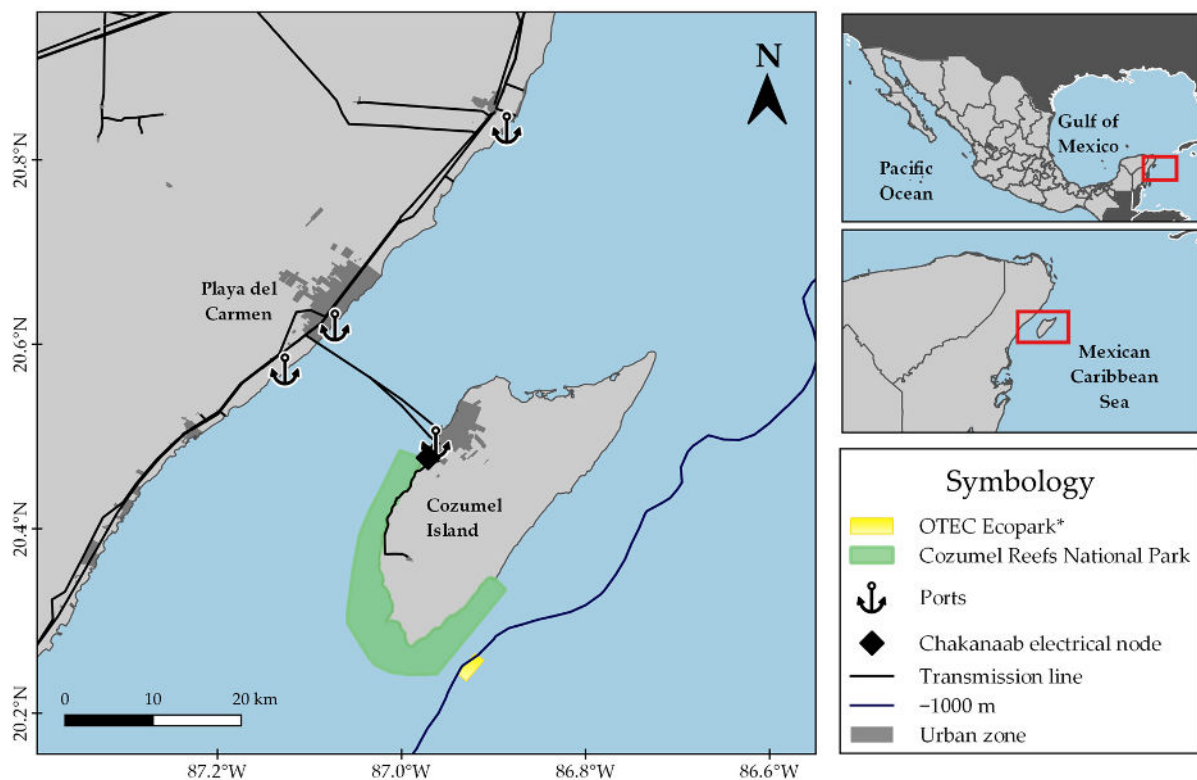 N
20.8°N
20.6°N
20.4°N
20.2°N
87.2°W
87.0°W
86.8°W
86.6°W
Playa del
Carmen
Cozumel
Island
0
10
20 km
Pacific
Ocean
Gulf of
Mexico
Mexican
Caribbean
Sea
Symbology
OTEC Ecopark*
Cozumel Reefs National Park
Ports
Chakanaab electrical node
Transmission line
−1000 m
Urban zone